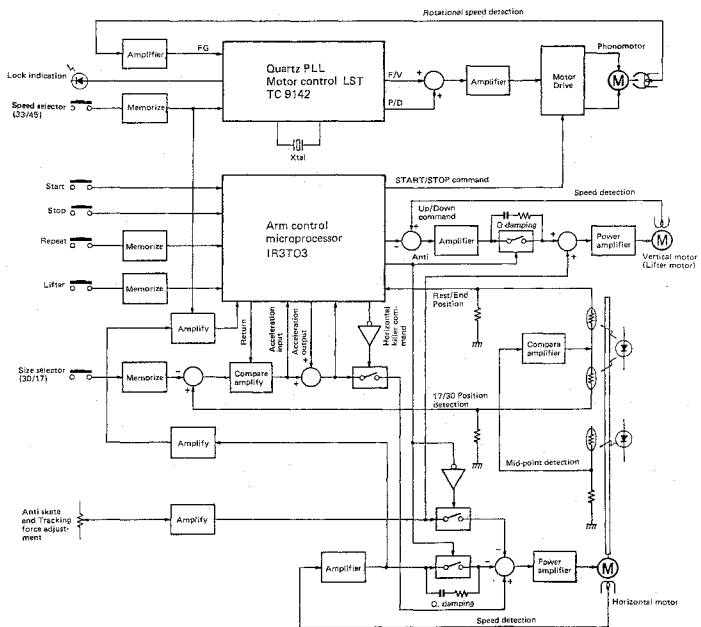 Rotational speed detection
Amplifier
FG
Quartz PLL
Motor control LST
TC 9142
Phonomotor
Lock indication
F/V
Amplifier
Motor
Drive
M
Speed selector
(33/45)
Memorize
P/D
Xtal
START/STOP command
Start
Stop
Arm control
microprocessor
IR3TO3
Speed detection
Up/Down
command
Q damping
Repeat
Memorize
Amplifier
Power
amplifier
M
Anti
Vertical motor
(Lifter motor)
Lifter
Memorize
Rest/End
Position
Amplify
Return
Acceleration
input
Acceleration
output
Horizontal
killer com-
mand
Compara
amplifier
Size selector
(30/17)
Memorize
Compare
amplify
17/30 Position
detection
Amplify
Mid-point detection
Anti skate
and Tracking
force adjust-
ment
Amplify
Amplifier
Power
amplifier
M
Q. damping
Horizontal motor
Speed detection